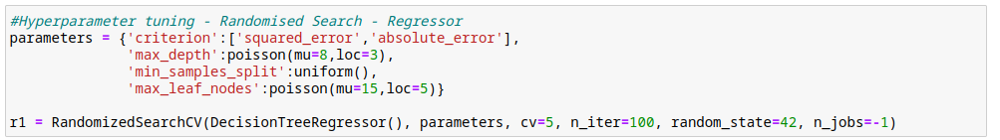 #Hyperparameter tuning - Randomised Search - Regressor
parameters = {'criterion':['squared_error','absolute_error'],
'max_depth':poisson(mu=8,loc=3),
'min_samples_split':uniform(),
'max_leaf_nodes':poisson(mu=15,loc=5)}
r1 = RandomizedSearchCV(DecisionTreeRegressor(), parameters, cv=5, n_iter=100, random_state=42, n_jobs=-1)